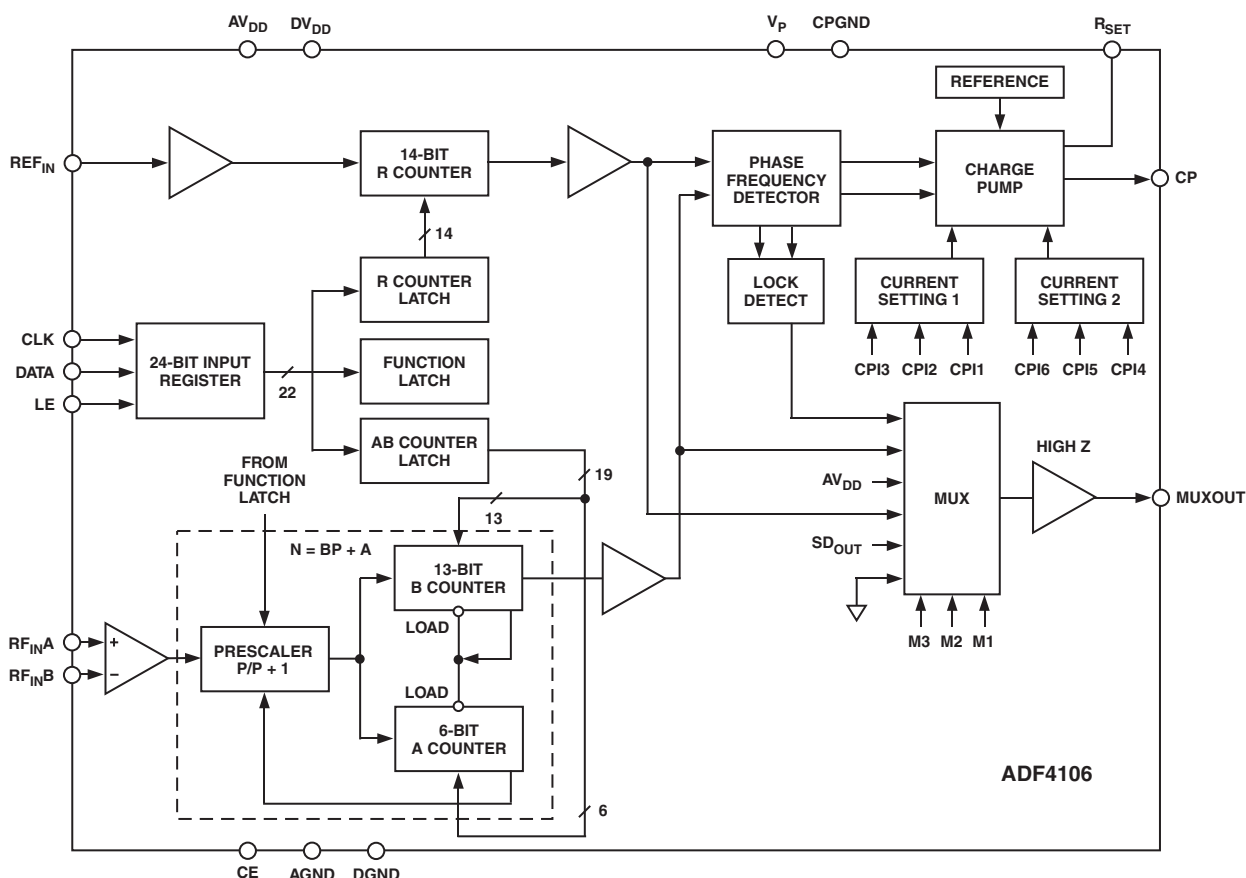 AVDD
DVDD
VP
CPGND
RSET
REFERENCE
REFIN
14-BIT
R COUNTER
PHASE
FREQUENCY
DETECTOR
CHARGE
PUMP
CP
14
R COUNTER
LATCH
LOCK
DETECT
CURRENT
SETTING 1
CURRENT
SETTING 2
CLK
DATA
LE
24-BIT INPUT
REGISTER
22
FUNCTION
LATCH
CPI3 CPI2 CPI1
CPI6 CPI5 CPI4
AB COUNTER
LATCH
19
FROM
FUNCTION
LATCH
13
N = BP + A
13-BIT
B COUNTER
AVDD
MUX
HIGH Z
MUXOUT
SDOUT
M3 M2 M1
RFINA
RFINB
+
–
PRESCALER
P/P + 1
LOAD
LOAD
6-BIT
A COUNTER
6
ADF4106
CE
AGND
DGND